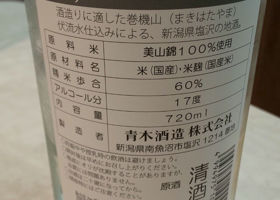 酒造りに適した巻機山（まきはたやま）
伏流水仕込みによる、新潟県塩沢の地酒。
原料米 美山錦100%使用
原材料名 米(国産)・米麹(国産米)
精米歩合 60%
アルコール分 17度
容量 720ml
製造者 青木酒造株式会社
新潟県南魚沼市塩沢1214番地
原酒
清酒